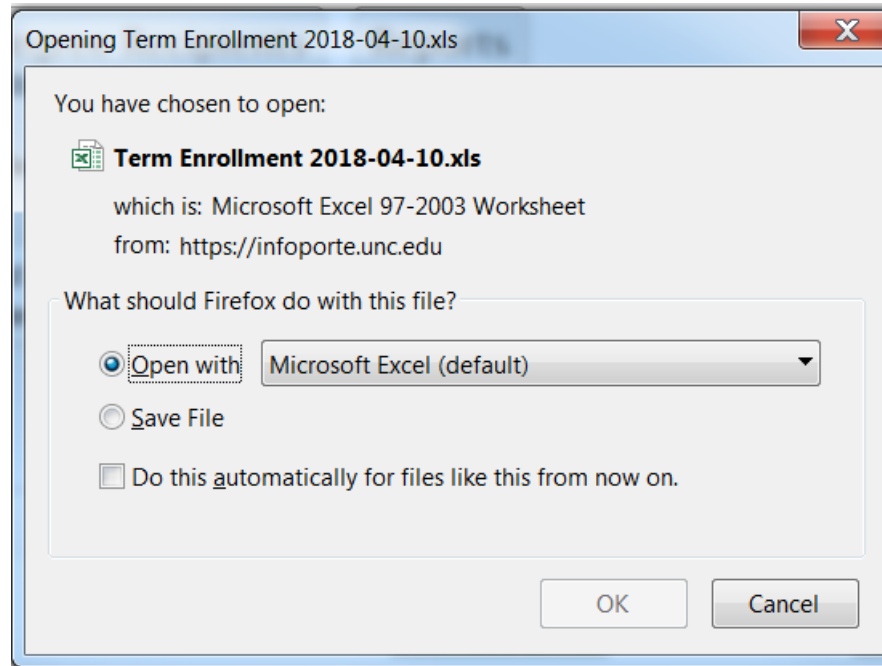 Opening Term Enrollment 2018-04-10.xls
You have chosen to open:
Term Enrollment 2018-04-10.xls
which is: Microsoft Excel 97-2003 Worksheet
from: https://infoporte.unc.edu
What should Firefox do with this file?
Open with Microsoft Excel (default)
Save File
Do this automatically for files like this from now on.
OK Cancel